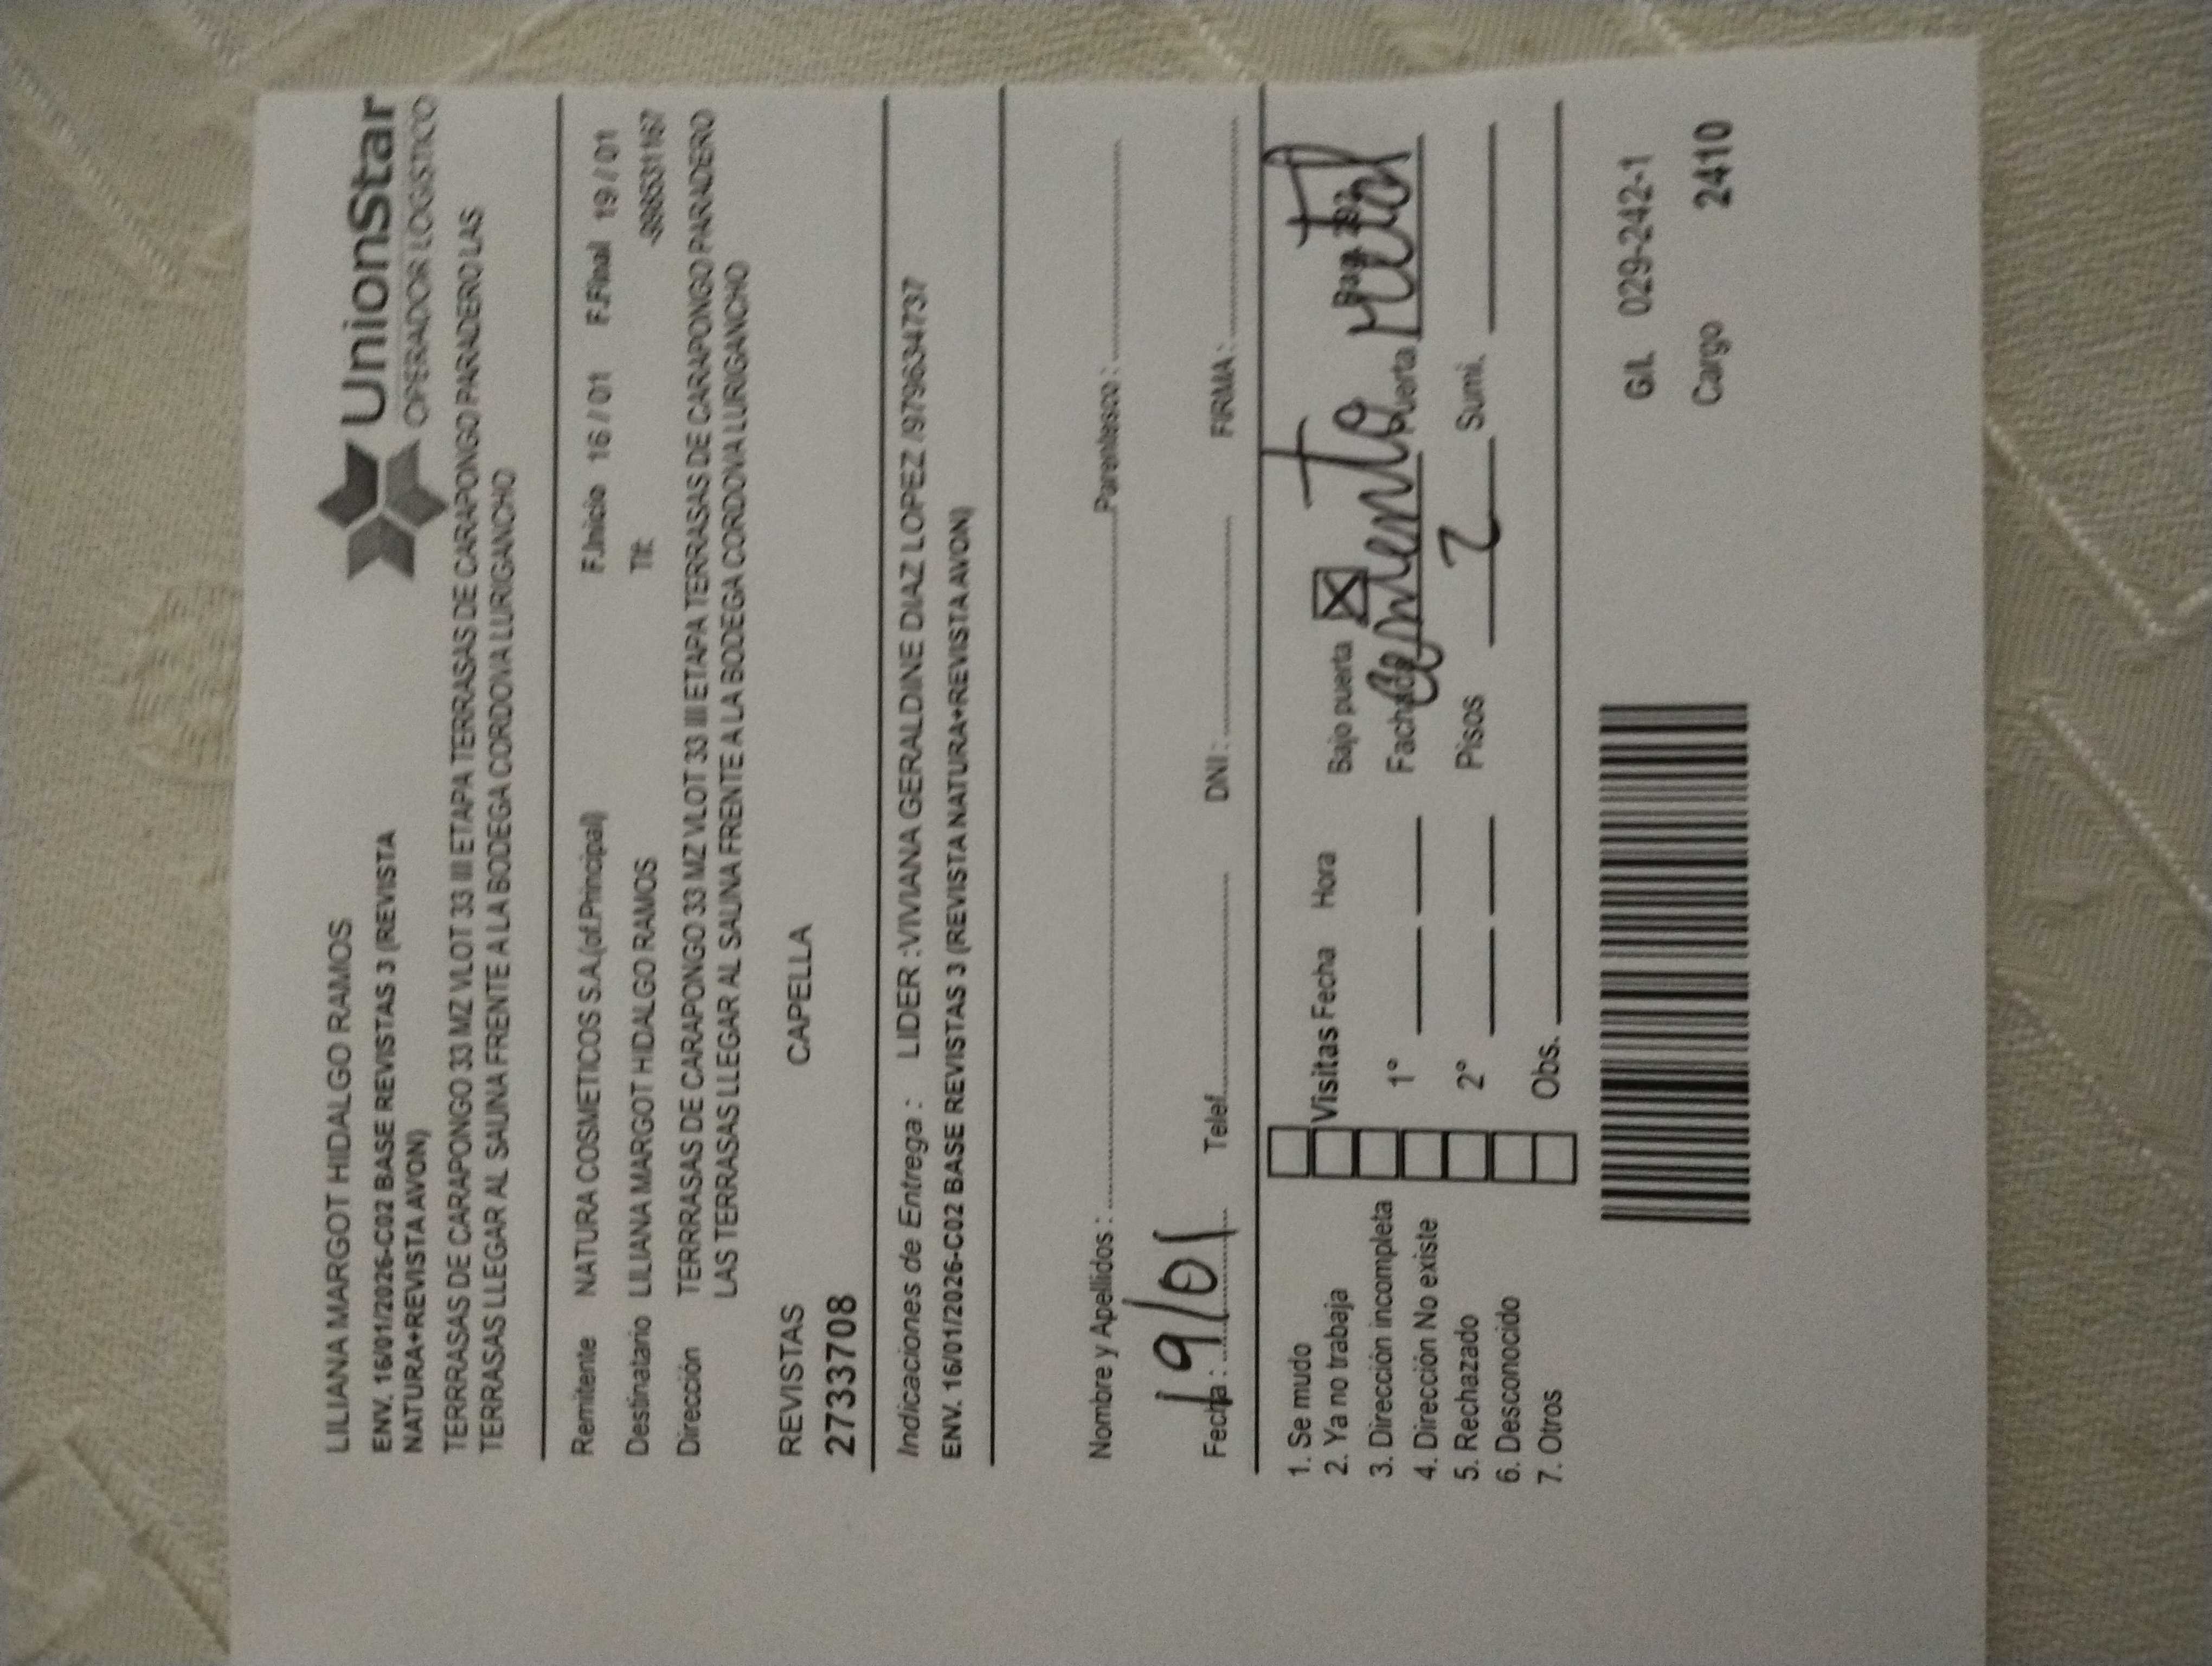 UnionStar
OPERADOR LOGISTICO
LILIANA MARGOT HIDALGO RAMOS
ENV. 16/01/2026-C02 BASE REVISTAS 3 (REVISTA
NATURA+REVISTA AVON)
TERRRASAS DE CARAPONGO 33 MZ VLOT 33 III ETAPA TERRASAS DE CARAPONGO PARADERO LAS
TERRASAS LLEGAR AL SAUNA FRENTE A LA BODEGA CORDOVA LURIGANCHO
Remitente NATURA COSMETICOS S.A.(of.Principal) F.Inicio 16/01 F.Final 19/01
Destinatario LILIANA MARGOT HIDALGO RAMOS Tlf:
Dirección TERRRASAS DE CARAPONGO 33 MZ VLOT 33 III ETAPA TERRASAS DE CARAPONGO PARADERO
LAS TERRASAS LLEGAR AL SAUNA FRENTE A LA BODEGA CORDOVA LURIGANCHO
REVISTAS CAPELLA
2733708
Indicaciones de Entrega : LIDER :VIVIANA GERALDINE DIAZ LOPEZ /979634737
ENV. 16/01/2026-C02 BASE REVISTAS 3 (REVISTA NATURA+REVISTA AVON)
Nombre y Apellidos : Parentesco :
Fecha : 19/01 Telef. DNI : FIRMA :
1. Se mudo
2. Ya no trabaja Visitas Fecha Hora Bajo puerta
3. Dirección incompleta
4. Dirección No existe 1° Fachada Cemento Puerta Metal
5. Rechazado 2° Pisos 2 Sumi.
6. Desconocido
7. Otros Obs.
G/L 029-242-1
Cargo 2410